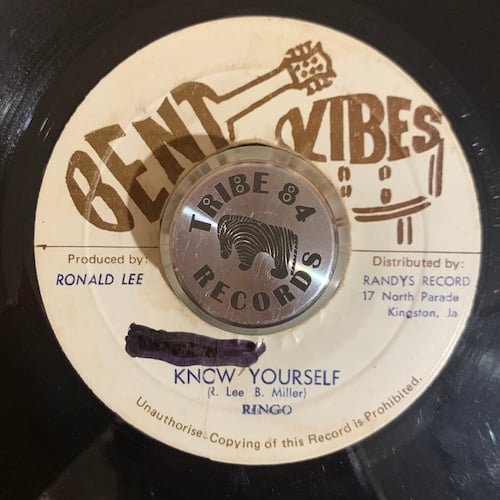 BENT VIBES
TRIBE 84
RECORDS
Produced by:
RONALD LEE
Distributed by:
RANDYS RECORD
17 North Parade
Kingston, Ja
KNOW YOURSELF
(R. Lee B. Miller)
RINGO
Unauthorise. Copying of this Record is Prohibited.